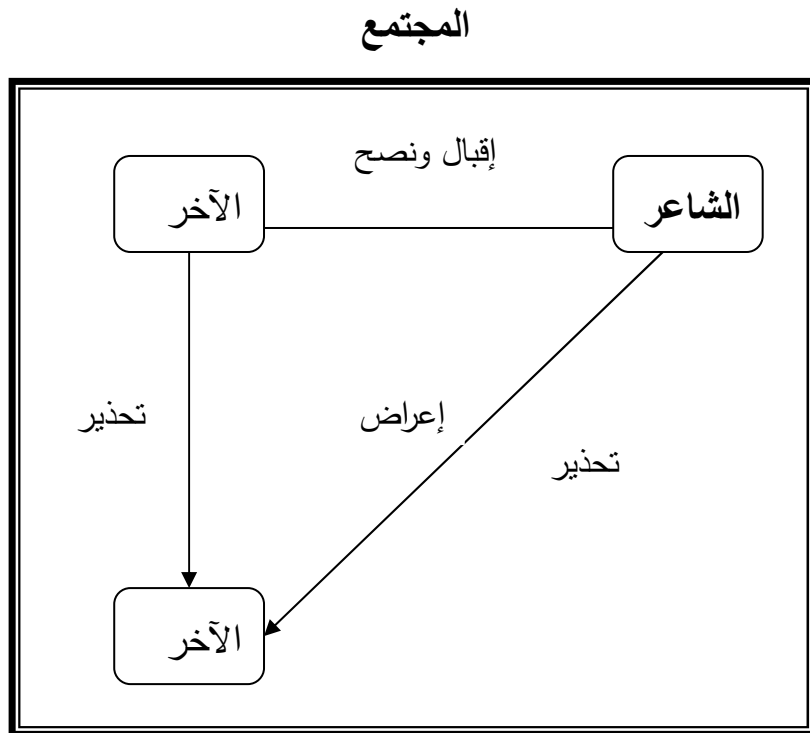 المجتمع
إقبال ونصح
الشاعر
الآخر
إعراض
تحذير
تحذير
الآخر